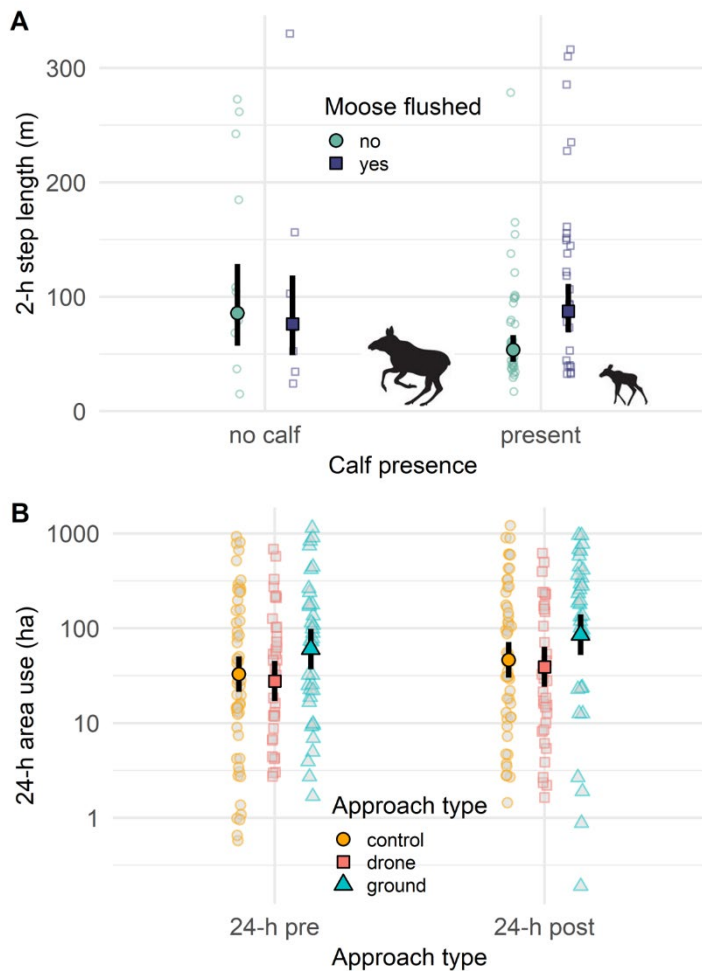 A
300
200
100
0
2-h step length (m)
Moose flushed
no
yes
no calf
present
Calf presence
B
1000
100
10
1
24-h area use (ha)
Approach type
control
drone
ground
24-h pre
24-h post
Approach type